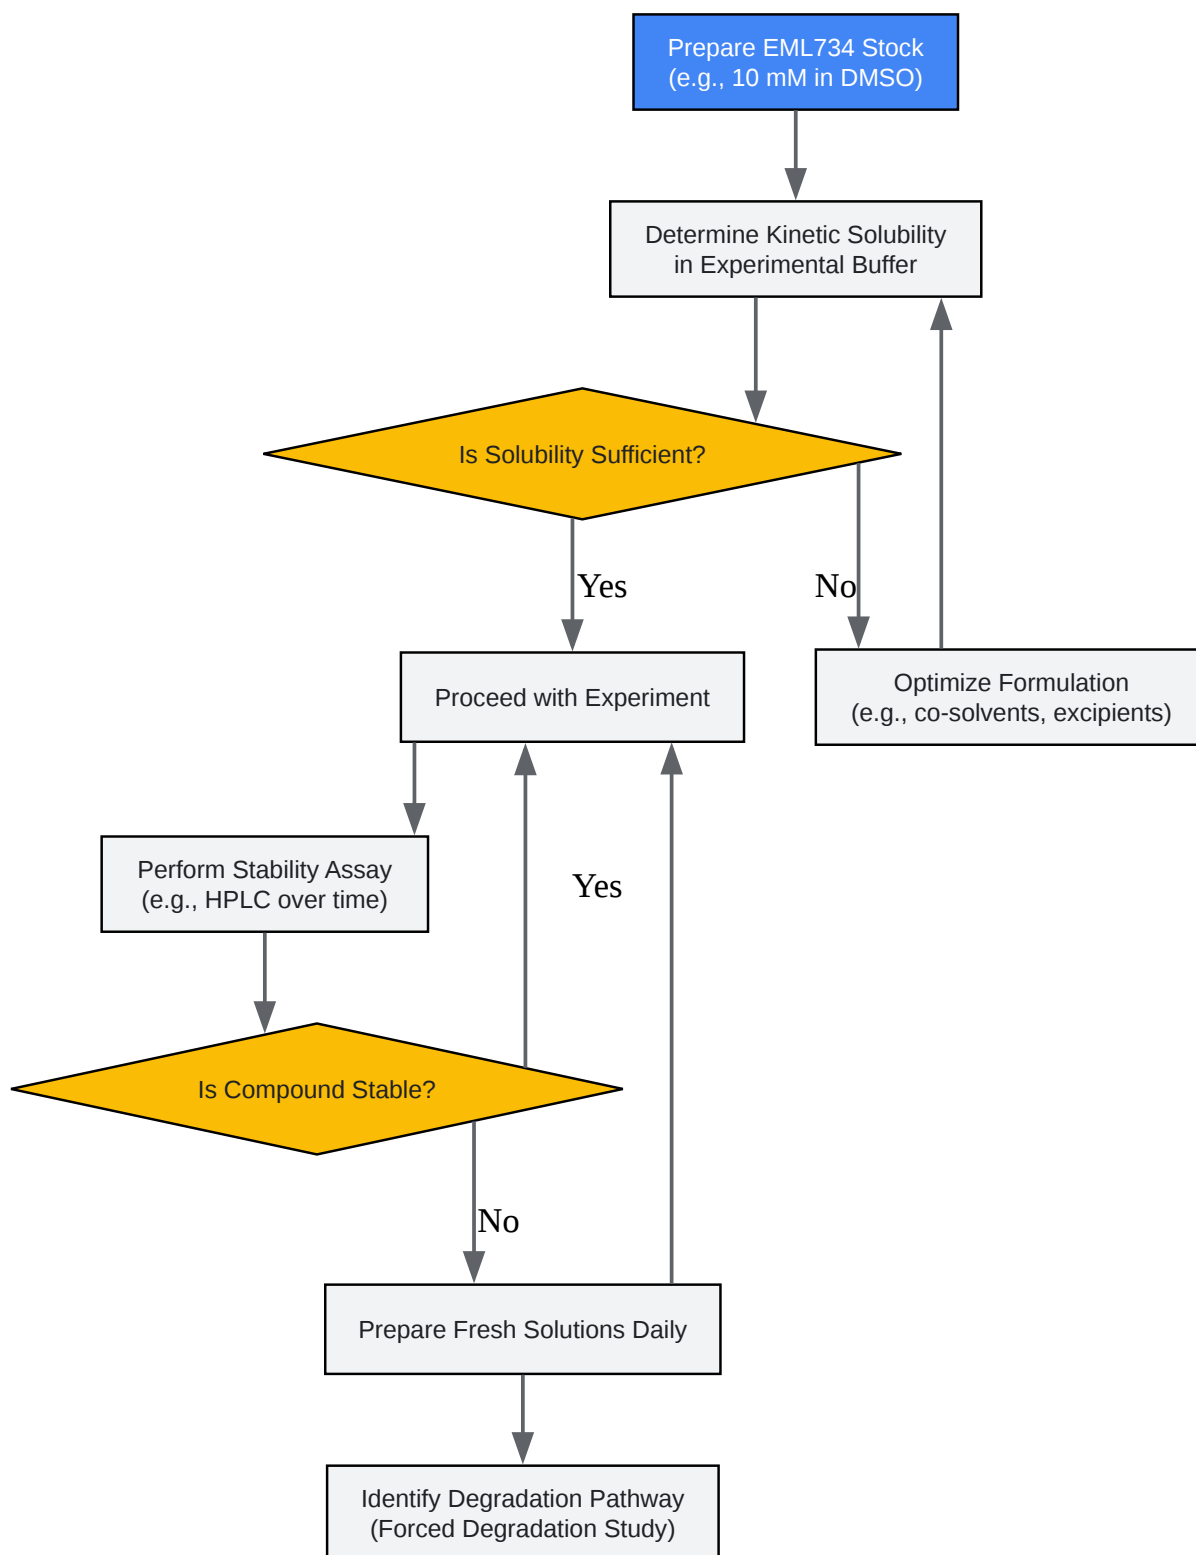 Prepare EML734 Stock
(e.g., 10 mM in DMSO)
Determine Kinetic Solubility
in Experimental Buffer
Is Solubility Sufficient?
Yes
No
Proceed with Experiment
Optimize Formulation
(e.g., co-solvents, excipients)
Perform Stability Assay
(e.g., HPLC over time)
Yes
Is Compound Stable?
No
Prepare Fresh Solutions Daily
Identify Degradation Pathway
(Forced Degradation Study)